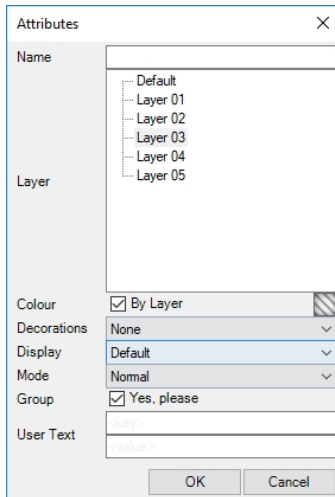 Attributes
Name
Default
Layer 01
Layer 02
Layer 03
Layer 04
Layer 05
Layer
Colour By Layer
Decorations None
Display Default
Mode Normal
Group Yes, please
User Text
<key>
<value>
OK Cancel